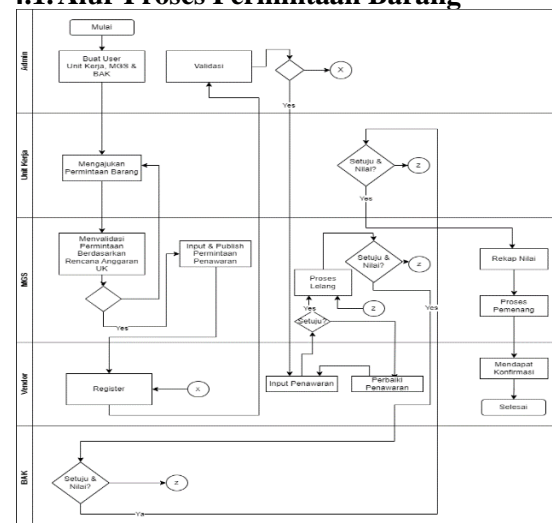 4.1. Alur Proses Permintaan Barang
Admin
Mulai
Buat User
Unit Kerja, MGS &
BAK
Validasi
X
Yes
Unit Kerja
Mengajukan
Permintaan Barang
Setuju &
Nilai?
Z
Yes
MGS
Menvalidasi
Permintaan
Berdasarkan
Rencana Anggaran
UK
Yes
Input & Publish
Permintaan
Penawaran
Proses
Lelang
Setuju &
Nilai?
Z
Z
Yes
Setuju?
Yes
Rekap Nilai
Proses
Pemenang
Vendor
Register
X
Input Penawaran
Perbaiki
Penawaran
Mendapat
Konfirmasi
Selesai
BAK
Setuju &
Nilai?
Z
Ya